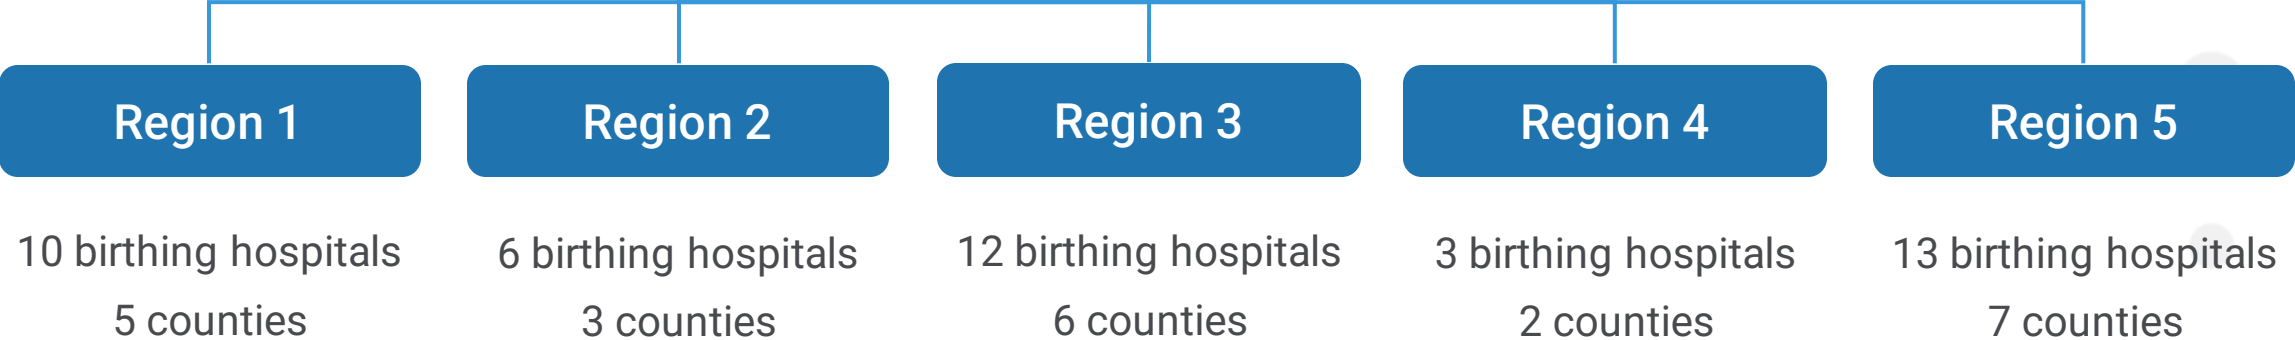 Region 1
10 birthing hospitals
5 counties
Region 2
6 birthing hospitals
3 counties
Region 3
12 birthing hospitals
6 counties
Region 4
3 birthing hospitals
2 counties
Region 5
13 birthing hospitals
7 counties